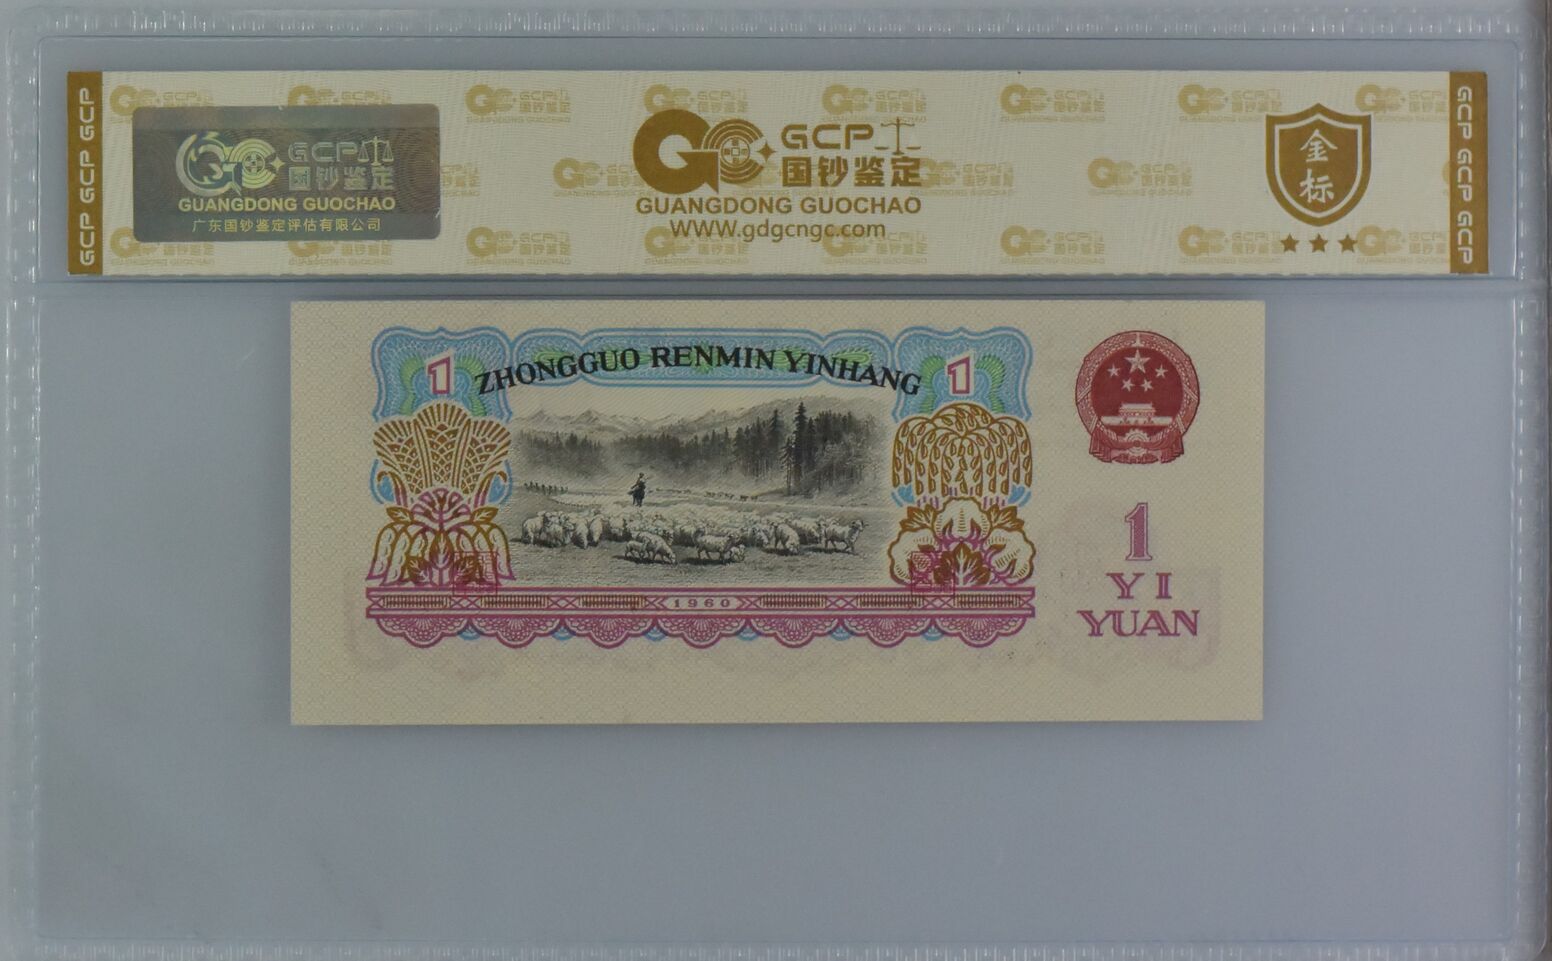 GCP GCP GCP
GCP
国钞鉴定
GUANGDONG GUOCHAO
广东国钞鉴定评估有限公司
GCP
国钞鉴定
GUANGDONG GUOCHAO
WWW.gdgcngc.com
金标
GCP GCP GCP
1 ZHONGGUO RENMIN YINHANG 1
1960
1
YI
YUAN